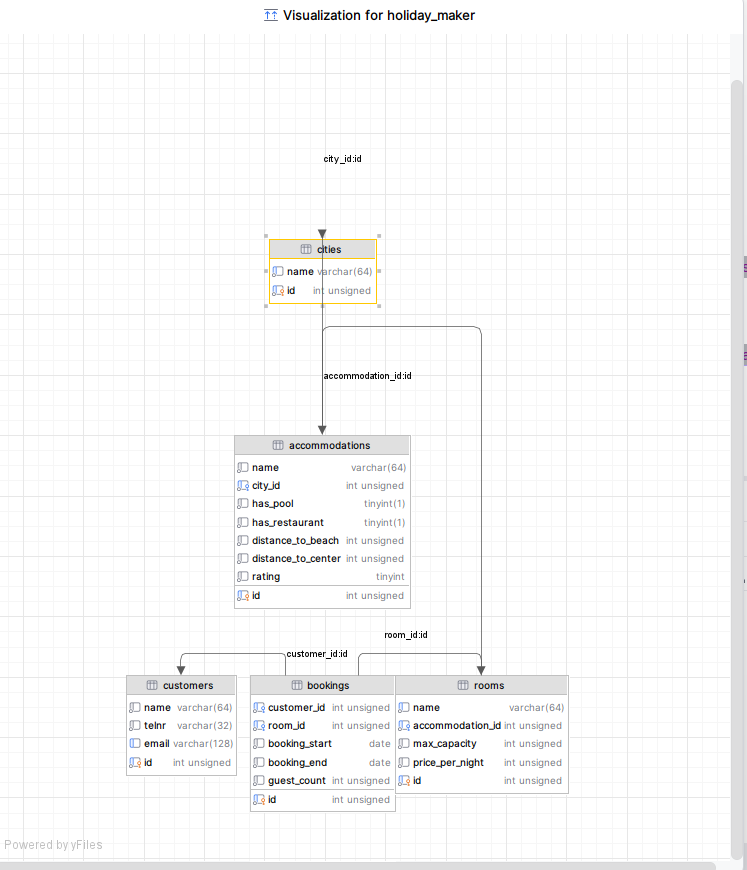 Visualization for holiday_maker
city_id:id
cities
name varchar(64)
id int unsigned
accommodation_id:id
accommodations
name varchar(64)
city_id int unsigned
has_pool tinyint(1)
has_restaurant tinyint(1)
distance_to_beach int unsigned
distance_to_center int unsigned
rating tinyint
id int unsigned
room_id:id
customer_id:id
customers
name varchar(64)
telnr varchar(32)
email varchar(128)
id int unsigned
bookings
customer_id int unsigned
room_id int unsigned
booking_start date
booking_end date
guest_count int unsigned
id int unsigned
rooms
name varchar(64)
accommodation_id int unsigned
max_capacity int unsigned
price_per_night int unsigned
id int unsigned
Powered by yFiles